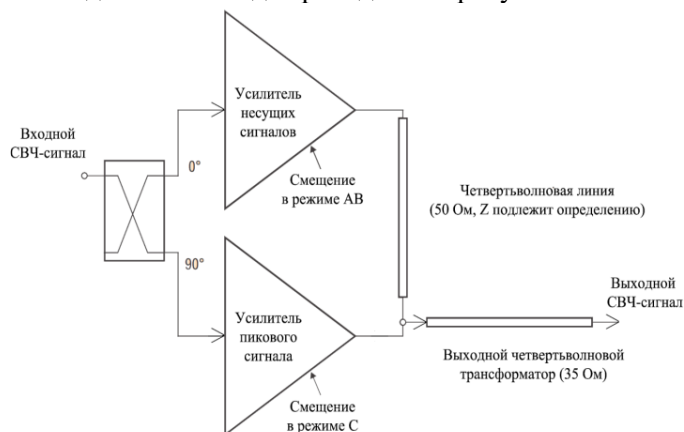 Усилитель
несущих
сигналов
Входной
СВЧ-сигнал
0°
Смещение
в режиме AB
Четвертьволновая линия
(50 Ом, Z подлежит определению)
90°
Усилитель
пикового
сигнала
Выходной
СВЧ-сигнал
Выходной четвертьволновой
трансформатор (35 Ом)
Смещение
в режиме C